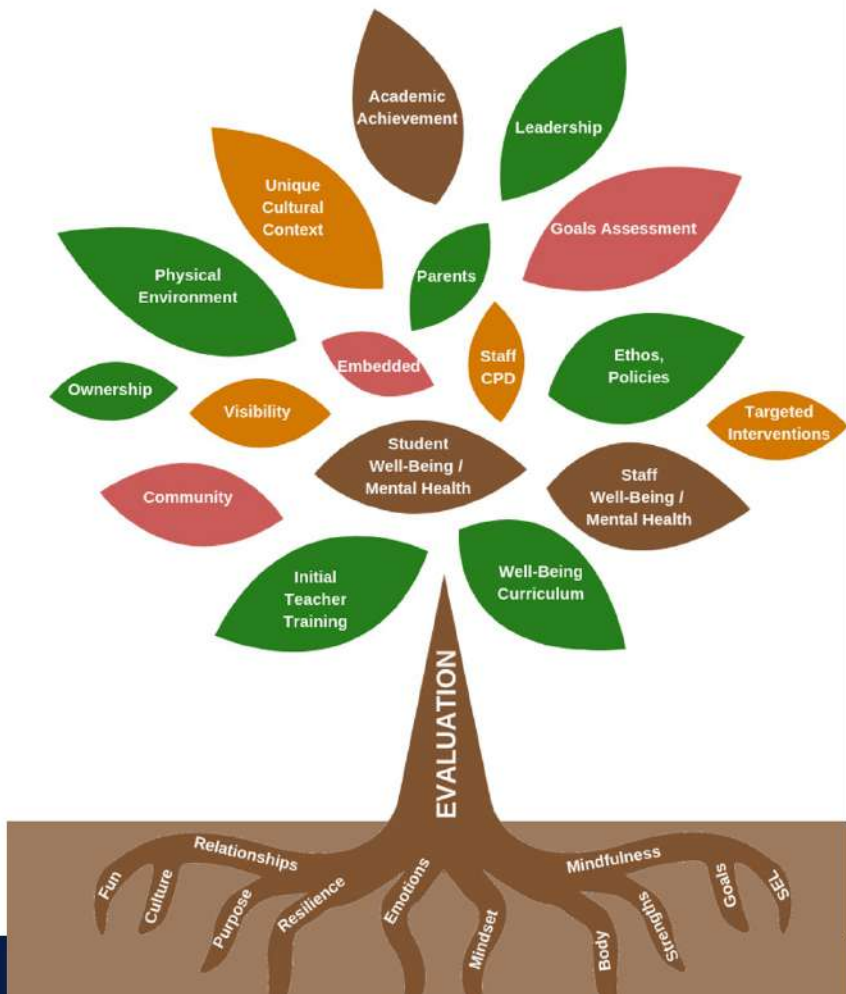 Academic
Achievement
Leadership
Unique
Cultural
Context
Goals Assessment
Parents
Physical
Environment
Embedded
Staff
CPD
Ethos,
Policies
Ownership
Visibility
Targeted
Interventions
Student
Well-Being /
Mental Health
Staff
Well-Being /
Mental Health
Community
Initial
Teacher
Training
Well-Being
Curriculum
EVALUATION
Relationships
Fun
Culture
Purpose
Resilience
Emotions
Mindset
Mindfulness
Body
Strengths
Goals
SEL